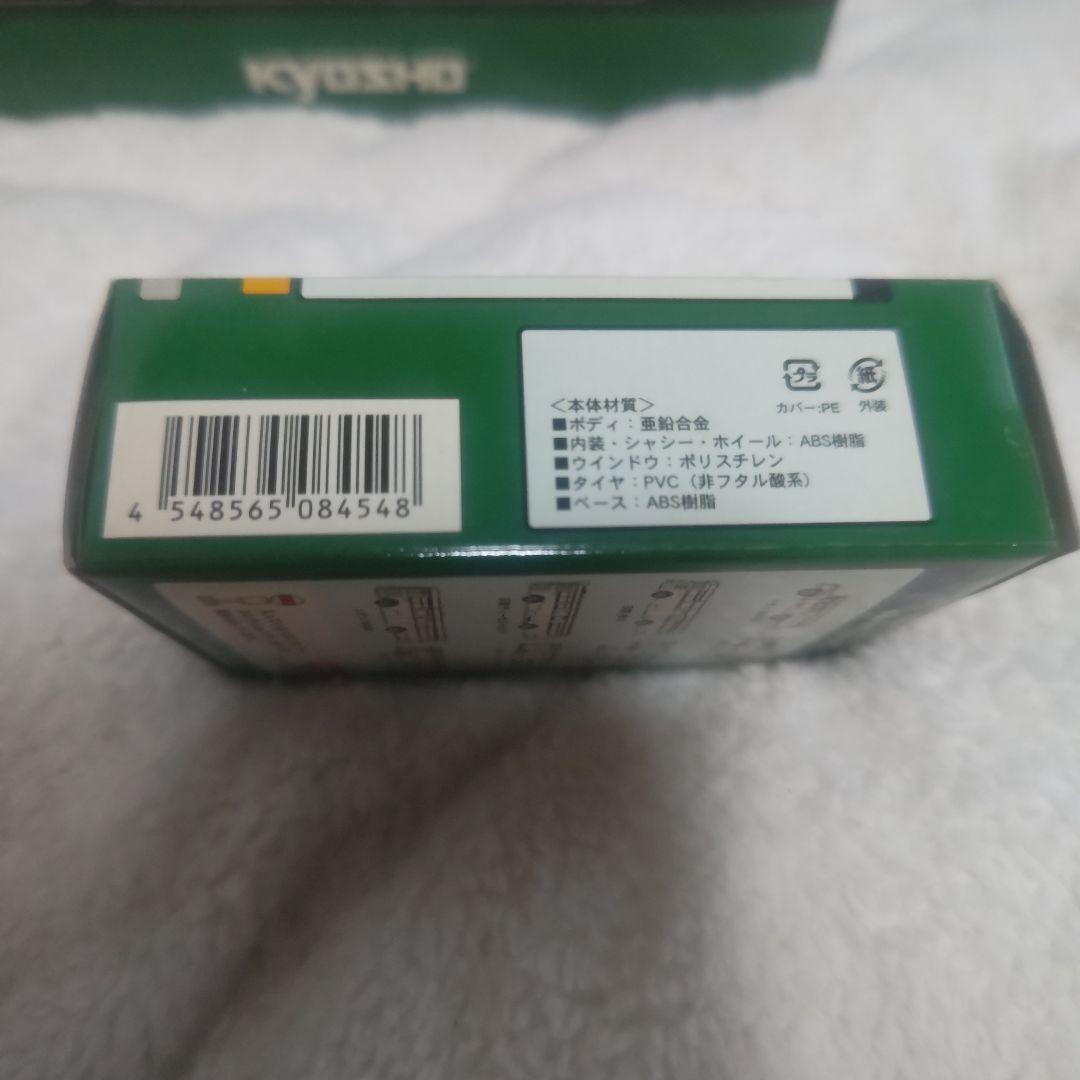 KYOSHO
プラ
紙
カバー:PE 外装
<本体材質>
■ボディ:亜鉛合金
■内装・シャシー・ホイール:ABS樹脂
■ウインドウ:ポリスチレン
■タイヤ:PVC(非フタル酸系)
■ベース:ABS樹脂
4 548565 084548